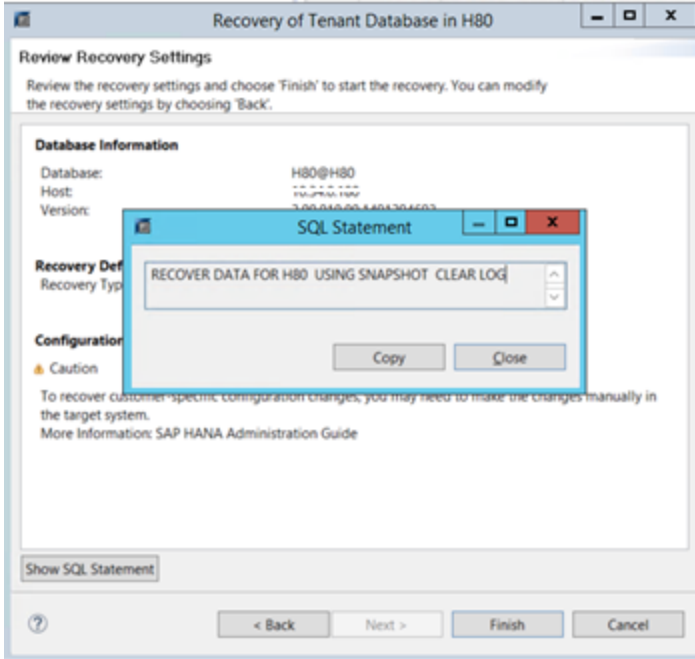 Recovery of Tenant Database in H80
Review Recovery Settings
Review the recovery settings and choose 'Finish' to start the recovery. You can modify
the recovery settings by choosing 'Back'.
Database Information
Database: H80@H80
Host:
Version:
SQL Statement
RECOVER DATA FOR H80 USING SNAPSHOT CLEAR LOG
Copy Close
Recovery Def
Recovery Typ
Configuration
Caution
To recover customer-specific configuration changes, you may need to make the changes manually in
the target system.
More Information: SAP HANA Administration Guide
Show SQL Statement
? < Back Next > Finish Cancel